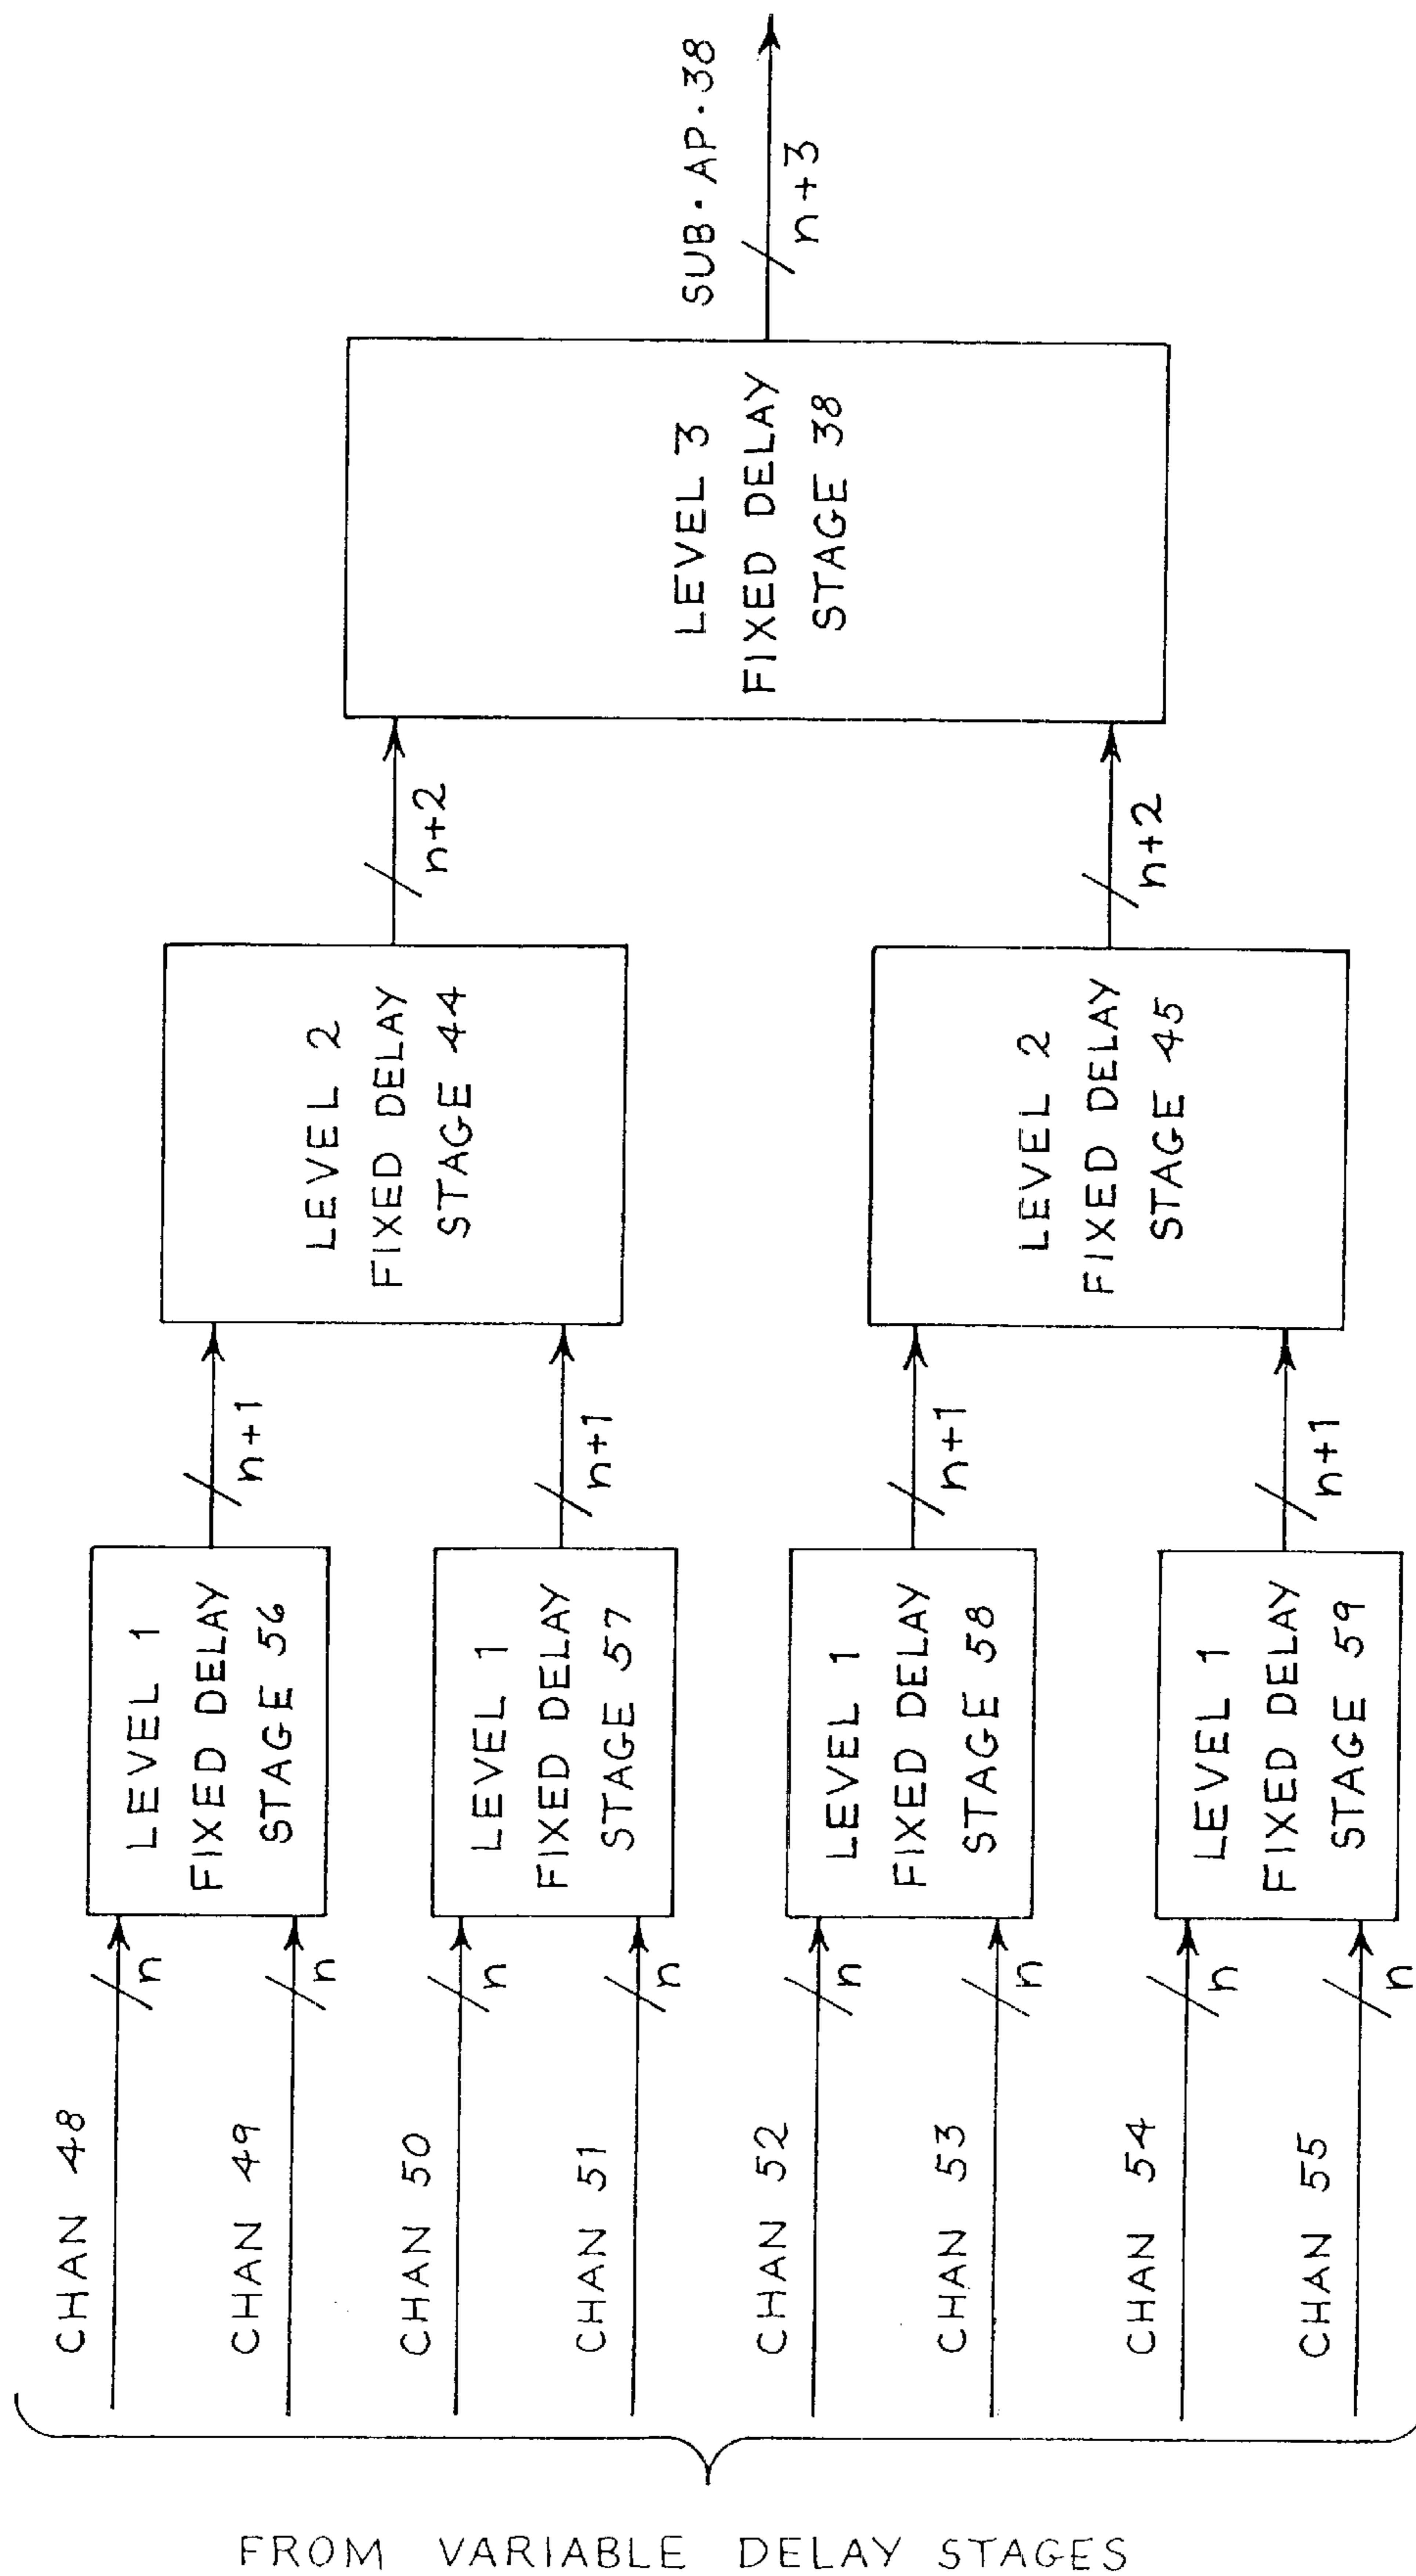 SUB·AP·38
n+3
LEVEL 3
FIXED DELAY
STAGE 38
n+2
n+2
LEVEL 2
FIXED DELAY
STAGE 44
LEVEL 2
FIXED DELAY
STAGE 45
n+1
n+1
n+1
n+1
LEVEL 1
FIXED DELAY
STAGE 56
LEVEL 1
FIXED DELAY
STAGE 57
LEVEL 1
FIXED DELAY
STAGE 58
LEVEL 1
FIXED DELAY
STAGE 59
n
n
n
n
n
n
n
n
CHAN 48
CHAN 49
CHAN 50
CHAN 51
CHAN 52
CHAN 53
CHAN 54
CHAN 55
FROM VARIABLE DELAY STAGES